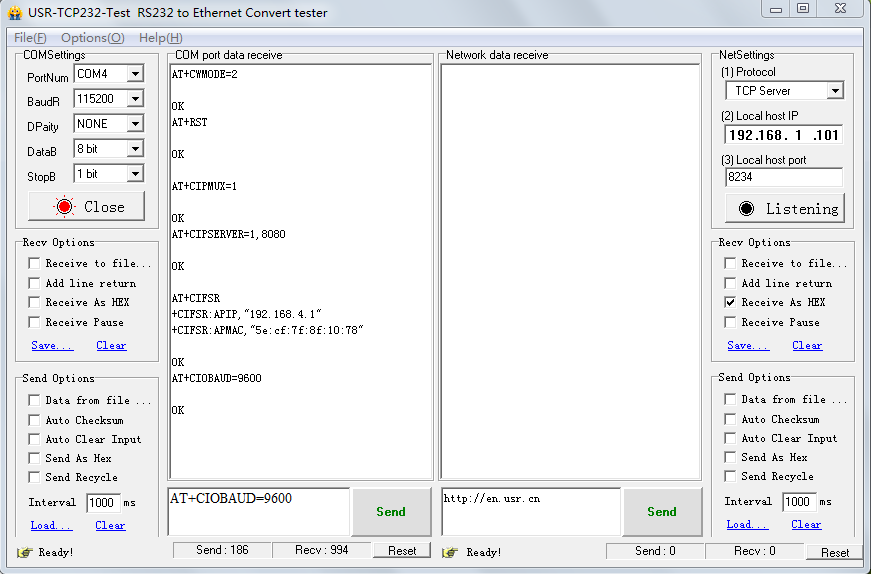 USR-TCP232-Test RS232 to Ethernet Convert tester
File(F) Options(O) Help(H)
COMSettings
PortNum COM4
BaudR 115200
DPaity NONE
DataB 8 bit
StopB 1 bit
Close
Recv Options
Receive to file...
Add line return
Receive As HEX
Receive Pause
Save... Clear
Send Options
Data from file ...
Auto Checksum
Auto Clear Input
Send As Hex
Send Recycle
Interval 1000 ms
Load... Clear
Ready!
COM port data receive
AT+CWMODE=2
OK
AT+RST
OK
AT+CIPMUX=1
OK
AT+CIPSERVER=1,8080
OK
AT+CIFSR
+CIFSR:APIP,"192.168.4.1"
+CIFSR:APMAC,"5e:cf:7f:8f:10:78"
OK
AT+CIOBAUD=9600
OK
AT+CIOBAUD=9600
Send
Send : 186 Recv : 994 Reset
Network data receive
http://en.usr.cn
Send
Ready!
Send : 0 Recv : 0 Reset
NetSettings
(1) Protocol
TCP Server
(2) Local host IP
192.168. 1 .101
(3) Local host port
8234
Listening
Recv Options
Receive to file...
Add line return
Receive As HEX
Receive Pause
Save... Clear
Send Options
Data from file ...
Auto Checksum
Auto Clear Input
Send As Hex
Send Recycle
Interval 1000 ms
Load... Clear